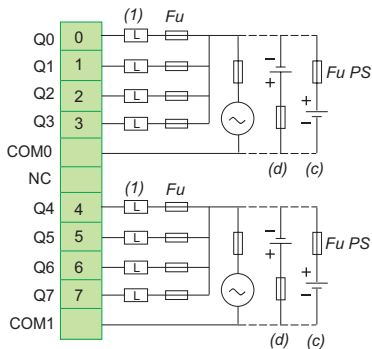 (1) Fu
Q0 0 L
Q1 1 L
Q2 2 L
Q3 3 L
Fu PS
− + + −
COM0
(d) (c)
NC
(1) Fu
Q4 4 L
Q5 5 L
Q6 6 L
Q7 7 L
Fu PS
− + + −
COM1
(d) (c)